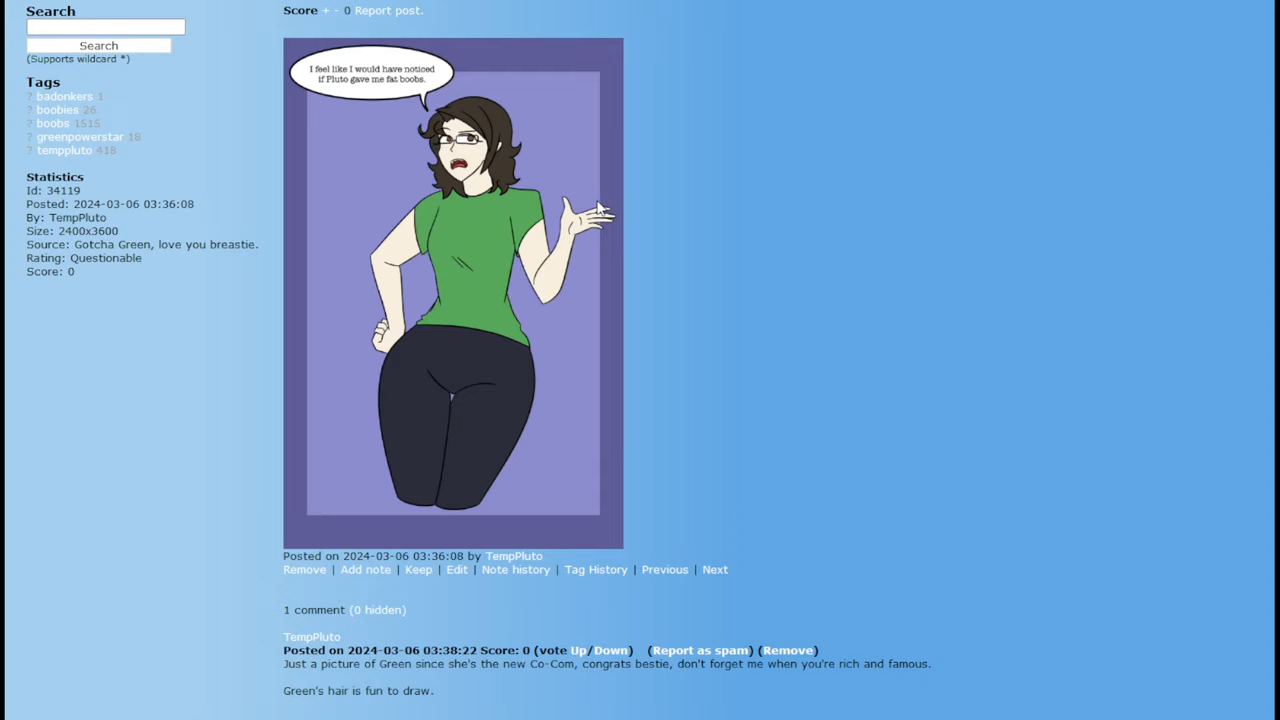 Search
Search
(Supports wildcard *)
Tags
? badonkers 1
? boobies 26
? boobs 1515
? greenpowerstar 18
? temppluto 418
Statistics
Id: 34119
Posted: 2024-03-06 03:36:08
By: TempPluto
Size: 2400x3600
Source: Gotcha Green, love you breastie.
Rating: Questionable
Score: 0
Score + - 0 Report post.
I feel like I would have noticed
if Pluto gave me fat boobs.
Posted on 2024-03-06 03:36:08 by TempPluto
Remove | Add note | Keep | Edit | Note history | Tag History | Previous | Next
1 comment (0 hidden)
TempPluto
Posted on 2024-03-06 03:38:22 Score: 0 (vote Up/Down) (Report as spam) (Remove)
Just a picture of Green since she's the new Co-Com, congrats bestie, don't forget me when you're rich and famous.
Green's hair is fun to draw.